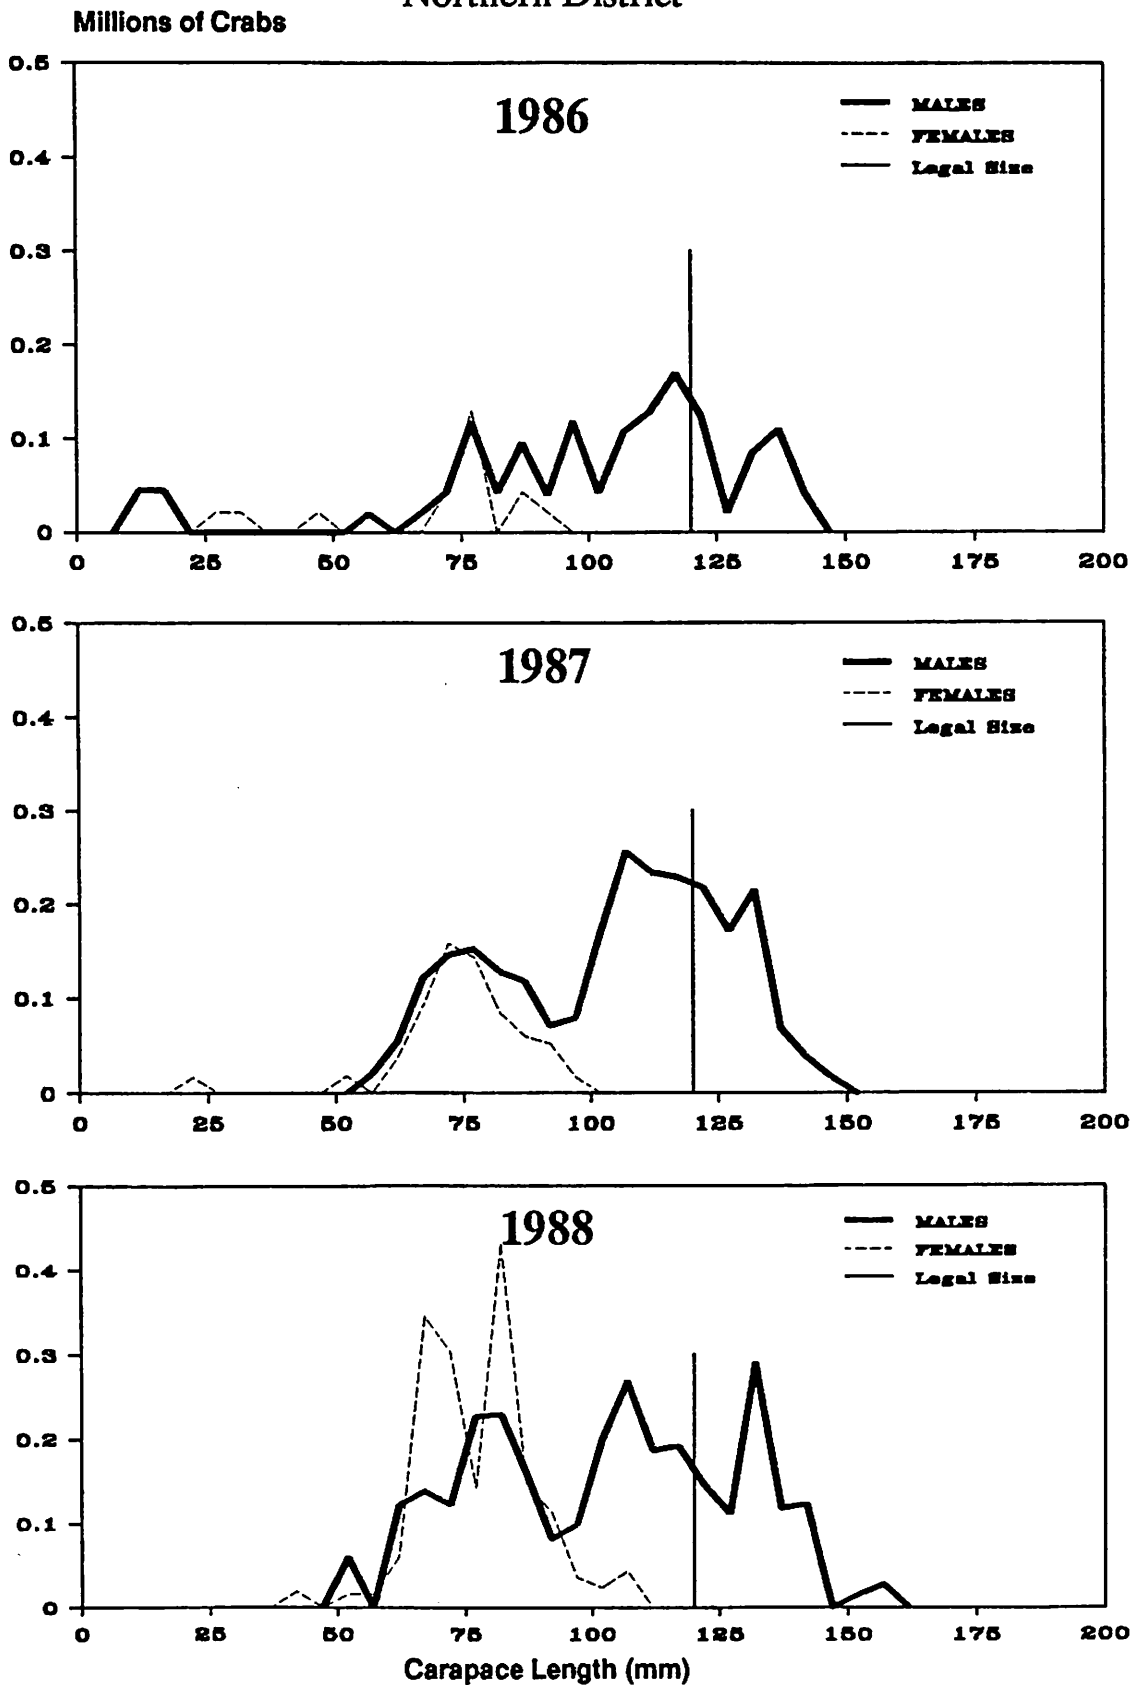 Northern District
Millions of Crabs
1986
MALES
FEMALES
Legal Size
0.5
0.4
0.3
0.2
0.1
0
0 25 50 75 100 125 150 175 200
1987
MALES
FEMALES
Legal Size
0.5
0.4
0.3
0.2
0.1
0
0 25 50 75 100 125 150 175 200
1988
MALES
FEMALES
Legal Size
0.5
0.4
0.3
0.2
0.1
0
0 25 50 75 100 125 150 175 200
Carapace Length (mm)